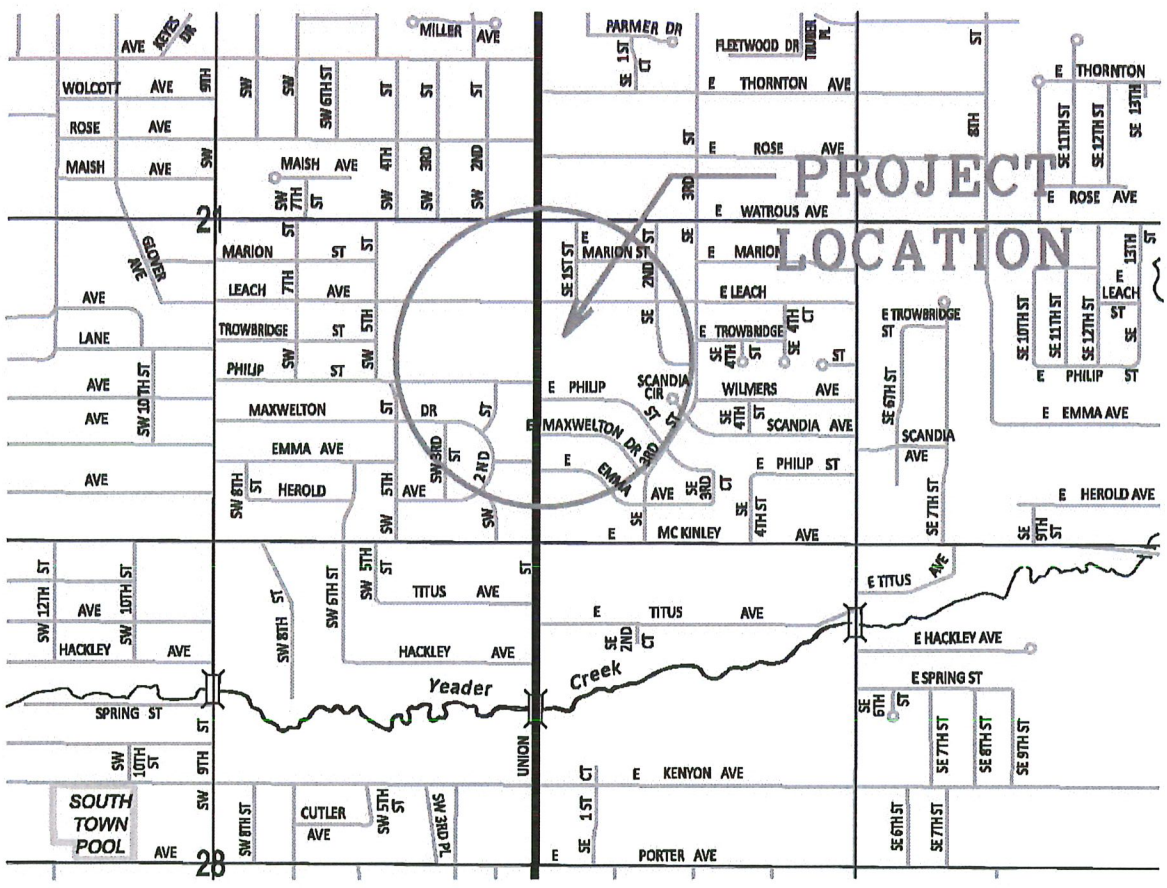 MILLER AVE
PARMER DR
SE 1ST CT
FLEETWOOD DR
ST
AVE
KEYES DR
E THORNTON
WOLCOTT AVE
9TH
SW
SW
SW 6TH ST
ST
ST
ST
E THORNTON AVE
8TH
SE 11TH ST
SE 12TH ST
SE 13TH
ROSE AVE
MAISH AVE
SW
MAISH AVE
SW 7TH ST
4TH
3RD
2ND
SW
SW
SW
ST
3RD
SE
E ROSE AVE
PROJECT
LOCATION
E ROSE AVE
E WATROUS AVE
21
GLOVER AVE
MARION ST
ST
7TH
SW
ST
5TH
SW
SE 1ST ST
E MARION ST
ST
2ND
SE
E MARION
LEACH AVE
E LEACH
SE 4TH CT
E LEACH ST
13TH ST
SE
AVE
LANE
TROWBRIDGE ST
E TROWBRIDGE
SE 4TH ST
ST
E TROWBRIDGE ST
SE 10TH ST
SE 11TH ST
SE 12TH ST
PHILIP ST
E PHILIP ST
SCANDIA CIR
WILMERS AVE
E PHILIP ST
AVE
AVE
SW 10TH ST
MAXWELTON DR
ST
ST
E MAXWELTON DR
3RD ST
SE 4TH ST
SCANDIA AVE
SE 6TH ST
E EMMA AVE
EMMA AVE
SW 3RD ST
2ND
SW
E EMMA AVE
SE 3RD CT
E PHILIP ST
SCANDIA AVE
AVE
SW 8TH ST
HEROLD
AVE
5TH
SW
SE
SE 4TH ST
SE 7TH ST
E HEROLD AVE
SE 9TH ST
E MC KINLEY AVE
SW 12TH ST
SW 10TH ST
AVE
ST
SW 8TH
SW 6TH ST
SW 5TH ST
TITUS AVE
ST
E TITUS AVE
E TITUS AVE
HACKLEY AVE
HACKLEY AVE
SE 2ND CT
E HACKLEY AVE
Yeader Creek
E SPRING ST
SPRING ST
ST
9TH
SW
SW 10TH ST
UNION
SE 6TH ST
SE 7TH ST
SE 8TH ST
SE 9TH ST
E KENYON AVE
SOUTH
TOWN
POOL
AVE
28
SW 8TH ST
CUTLER AVE
SW 5TH ST
SW 3RD PL
SE 1ST CT
SE 6TH ST
SE 7TH ST
E PORTER AVE